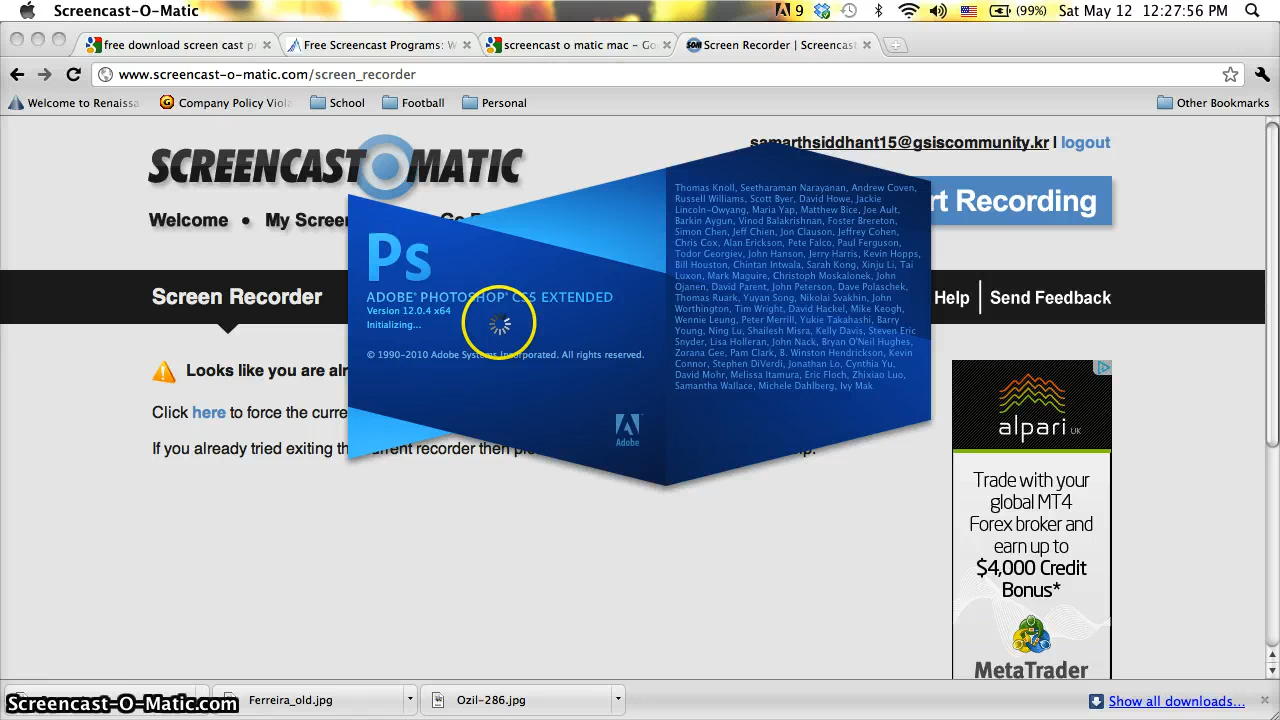 Screencast-O-Matic
9
(99%)
Sat May 12 12:27:56 PM
free download screen cast p
Free Screencast Programs: W
screencast o matic mac - Go
Screen Recorder | Screencast
www.screencast-o-matic.com/screen_recorder
Welcome to Renaissa
Company Policy Viola
School
Football
Personal
Other Bookmarks
SCREENCAST O MATIC
samarthsiddhant15@gsiscommunity.kr | logout
Welcome • My Screen
rt Recording
Screen Recorder
Help
Send Feedback
Ps
ADOBE® PHOTOSHOP® CS5 EXTENDED
Version 12.0.4 x64
Initializing...
© 1990-2010 Adobe Systems Incorporated. All rights reserved.
Adobe
Thomas Knoll, Seetharaman Narayanan, Andrew Coven,
Russell Williams, Scott Byer, David Howe, Jackie
Lincoln-Owyang, Maria Yap, Matthew Bice, Joe Ault,
Barkin Aygun, Vinod Balakrishnan, Foster Brereton,
Simon Chen, Jeff Chien, Jon Clauson, Jeffrey Cohen,
Chris Cox, Alan Erickson, Pete Falco, Paul Ferguson,
Todor Georgiev, John Hanson, Jerry Harris, Kevin Hopps,
Bill Houston, Chintan Intwala, Sarah Kong, Xinju Li, Tai
Luxon, Mark Maguire, Christoph Moskalonek, John
Ojanen, David Parent, John Peterson, Dave Polaschek,
Thomas Ruark, Yuyan Song, Nikolai Svakhin, John
Worthington, Tim Wright, David Hackel, Mike Keogh,
Wennie Leung, Peter Merrill, Yukie Takahashi, Barry
Young, Ning Lu, Shailesh Misra, Kelly Davis, Steven Eric
Snyder, Lisa Holleran, John Nack, Bryan O'Neil Hughes,
Zorana Gee, Pam Clark, B. Winston Hendrickson, Kevin
Connor, Stephen DiVerdi, Jonathan Lo, Cynthia Yu,
David Mohr, Melissa Itamura, Eric Floch, Zhixiao Luo,
Samantha Wallace, Michele Dahlberg, Ivy Mak
Looks like you are alr
Click here to force the curre
If you already tried exiting the current recorder then
alpari UK
Trade with your
global MT4
Forex broker and
earn up to
$4,000 Credit
Bonus*
MetaTrader
Screencast-O-Matic.com
Ferreira_old.jpg
Ozil-286.jpg
Show all downloads...